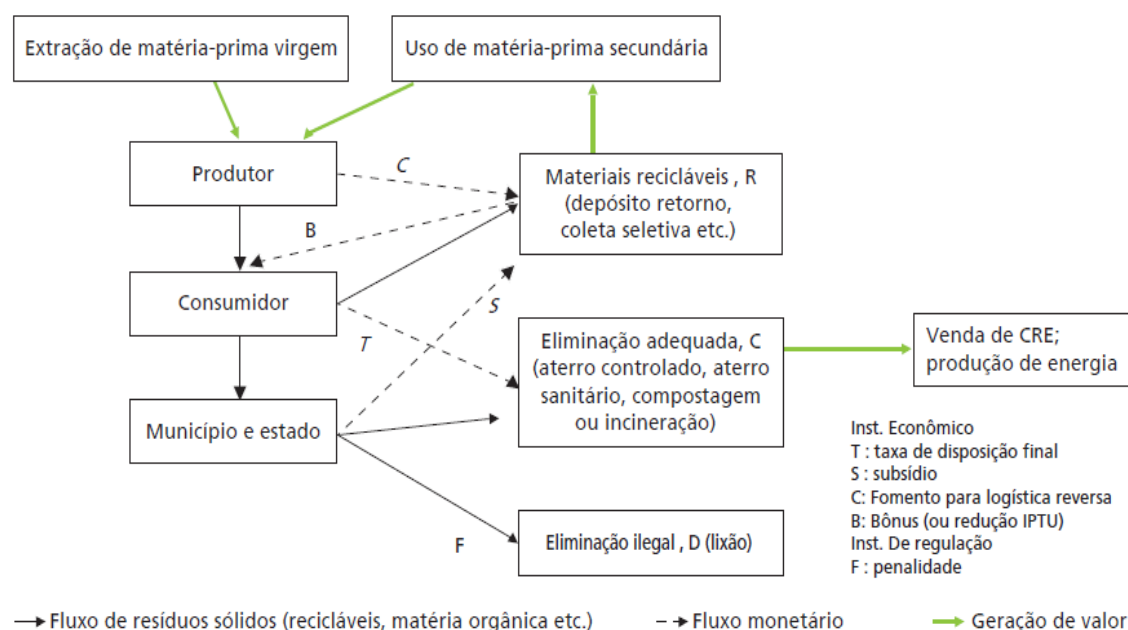 Extração de matéria-prima virgem
Uso de matéria-prima secundária
Produtor
C
Materiais recicláveis , R
(depósito retorno,
coleta seletiva etc.)
B
Consumidor
S
T
Eliminação adequada, C
(aterro controlado, aterro
sanitário, compostagem
ou incineração)
Venda de CRE;
produção de energia
Município e estado
Inst. Econômico
T : taxa de disposição final
S : subsídio
C: Fomento para logística reversa
B: Bônus (ou redução IPTU)
Inst. De regulação
F : penalidade
F
Eliminação ilegal , D (lixão)
Fluxo de resíduos sólidos (recicláveis, matéria orgânica etc.)
Fluxo monetário
Geração de valor